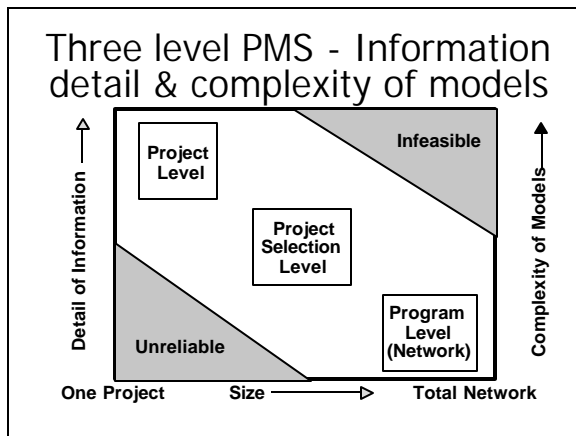 Three level PMS - Information
detail & complexity of models
Infeasible
Project
Level
Project
Selection
Level
Program
Level
(Network)
Unreliable
Detail of Information
Complexity of Models
One Project
Size
Total Network